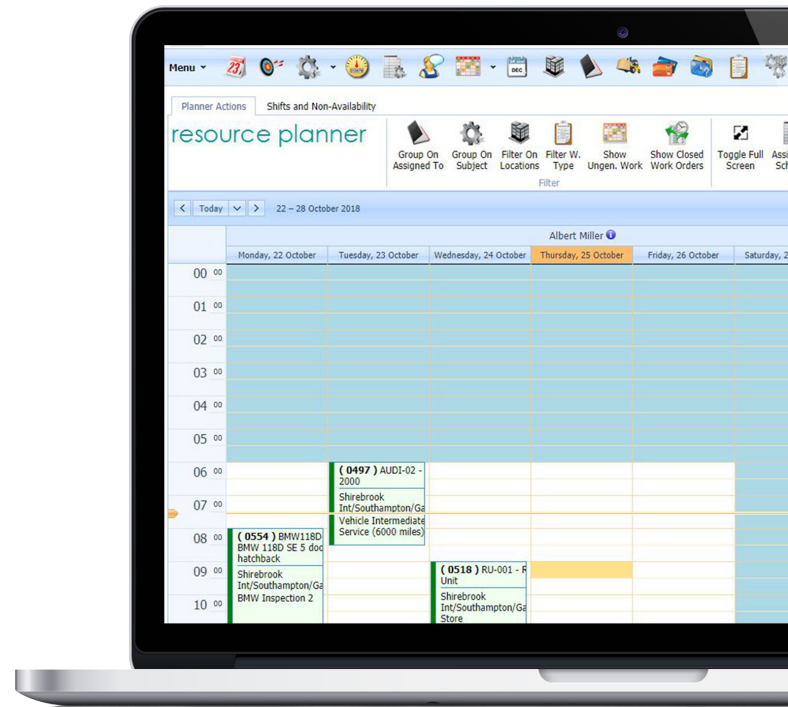 Menu
23
DEC
Planner Actions
Shifts and Non-Availability
resource planner
Group On
Assigned To
Group On
Subject
Filter On
Locations
Filter W.
Type
Show
Ungen. Work
Show Closed
Work Orders
Toggle Full
Screen
Filter
Today
22 – 28 October 2018
Albert Miller
Monday, 22 October
Tuesday, 23 October
Wednesday, 24 October
Thursday, 25 October
Friday, 26 October
Saturday, 2
00 00
01 00
02 00
03 00
04 00
05 00
06 00
07 00
08 00
09 00
10 00
( 0497 ) AUDI-02 -
2000
Shirebrook
Int/Southampton/Ga
Vehicle Intermediate
Service (6000 miles)
( 0554 ) BMW118D
BMW 118D SE 5 doo
hatchback
Shirebrook
Int/Southampton/Ga
BMW Inspection 2
( 0518 ) RU-001 - R
Unit
Shirebrook
Int/Southampton/Ga
Store